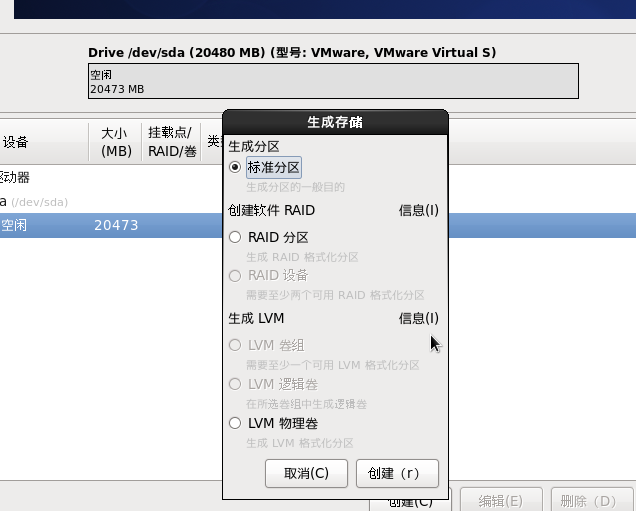 Drive /dev/sda (20480 MB) (型号: VMware, VMware Virtual S)
空闲
20473 MB
设备
大小
(MB)
挂载点/
RAID/卷
a (/dev/sda)
空闲 20473
生成存储
生成分区
标准分区
生成分区的一般目的
创建软件 RAID 信息(I)
RAID 分区
生成 RAID 格式化分区
RAID 设备
需要至少两个可用 RAID 格式化分区
生成 LVM 信息(I)
LVM 卷组
需要至少一个可用 LVM 格式化分区
LVM 逻辑卷
在所选卷组中生成逻辑卷
LVM 物理卷
生成 LVM 格式化分区
取消(C) 创建（r）
创建(C) 编辑(E) 删除（D）